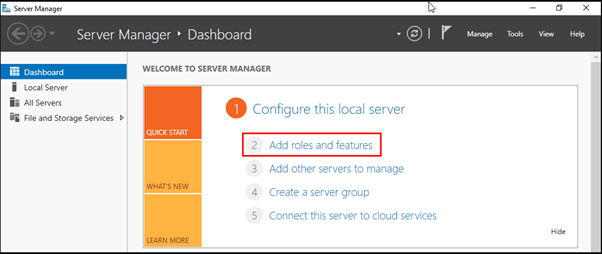 Server Manager
Server Manager ‣ Dashboard
Manage
Tools
View
Help
Dashboard
Local Server
All Servers
File and Storage Services
WELCOME TO SERVER MANAGER
QUICK START
WHAT'S NEW
LEARN MORE
1 Configure this local server
2 Add roles and features
3 Add other servers to manage
4 Create a server group
5 Connect this server to cloud services
Hide